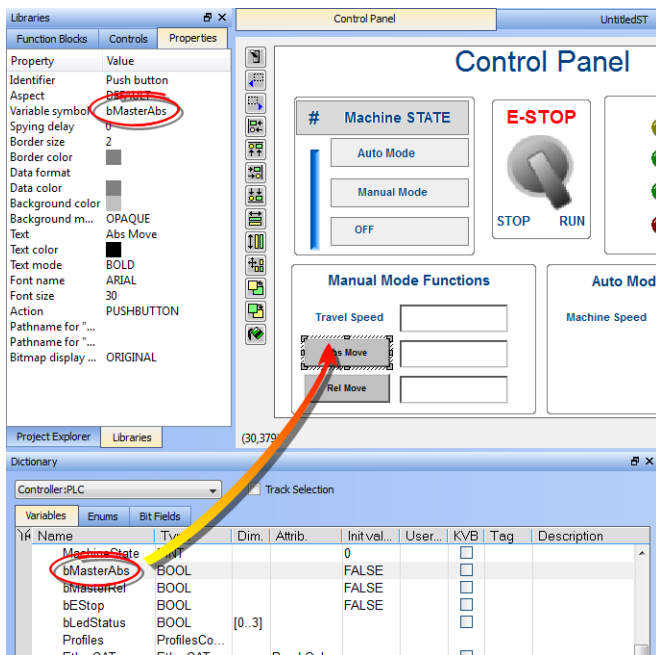 Libraries
Function Blocks Controls Properties
Property Value
Identifier Push button
Aspect DEFAULT
Variable symbol bMasterAbs
Spying delay 0
Border size 2
Border color
Data format
Data color
Background color
Background m... OPAQUE
Text Abs Move
Text color
Text mode BOLD
Font name ARIAL
Font size 30
Action PUSHBUTTON
Pathname for "...
Pathname for "...
Bitmap display ... ORIGINAL
Project Explorer Libraries
Control Panel UntitledST
Control Panel
# Machine STATE
Auto Mode
Manual Mode
OFF
E-STOP
STOP RUN
Manual Mode Functions
Travel Speed
Abs Move
Rel Move
Auto Mod
Machine Speed
(30,379)
Dictionary
Controller:PLC Track Selection
Variables Enums Bit Fields
Name Dim. Attrib. Init val... User... KVB Tag Description
MachineState 0
bMasterAbs BOOL FALSE
bMasterRel BOOL FALSE
bEStop BOOL FALSE
bLedStatus BOOL [0..3]
Profiles ProfilesCo...